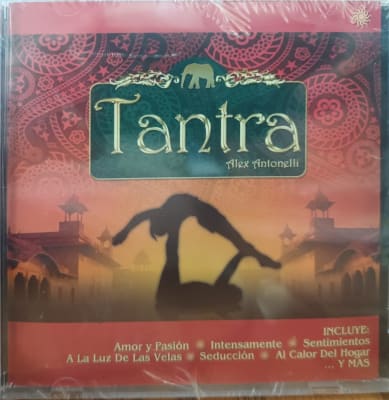 Tantra
Alex Antonelli
INCLUYE:
Amor y Pasión * Intensamente * Sentimientos
A La Luz De Las Velas * Seducción * Al Calor Del Hogar
... Y MÁS